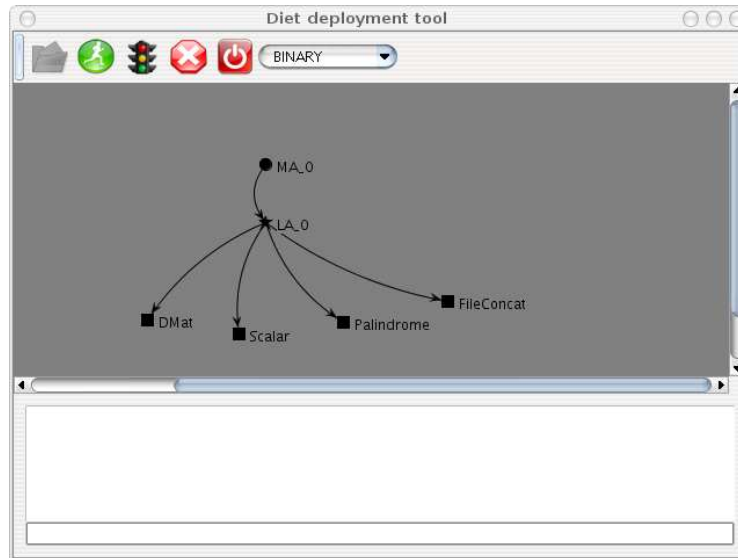 Diet deployment tool
BINARY
MA_0
LA_0
FileConcat
DMat
Palindrome
Scalar